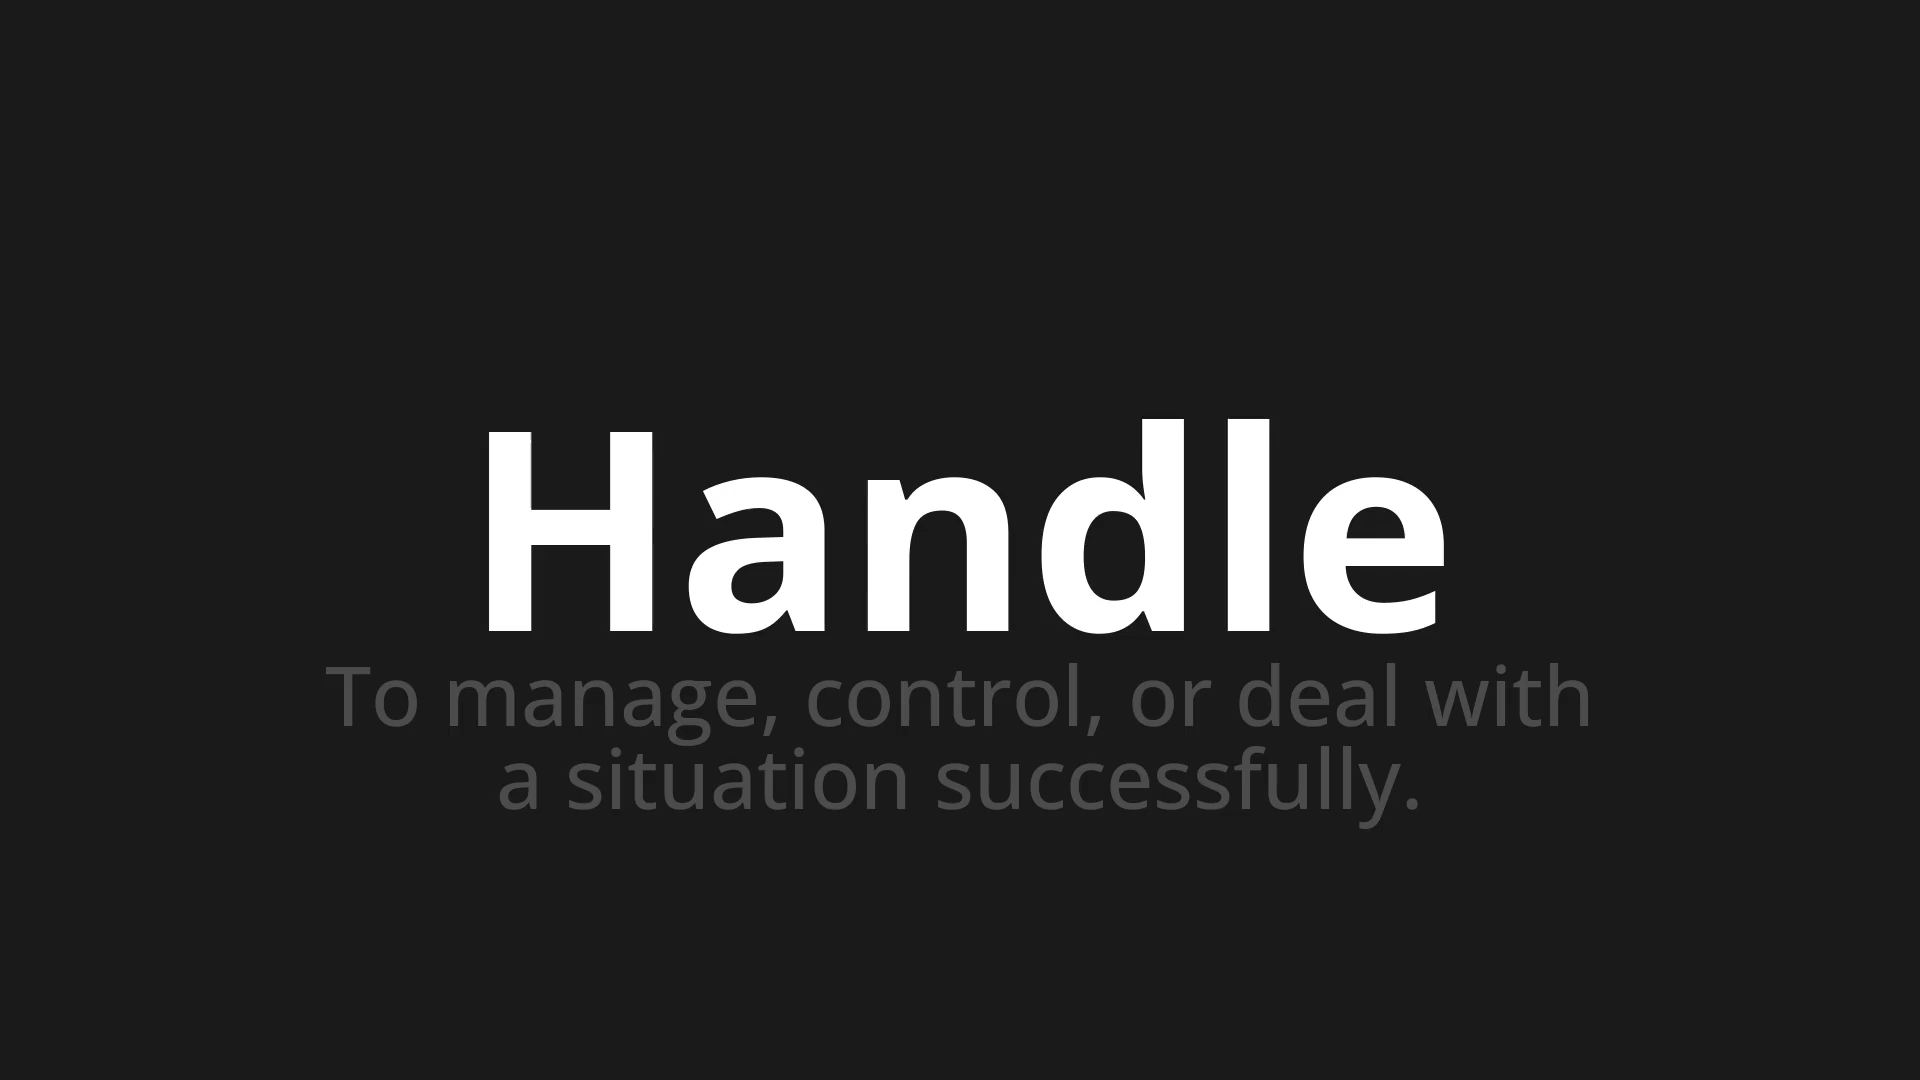 Handle
To manage, control, or deal with
a situation successfully.